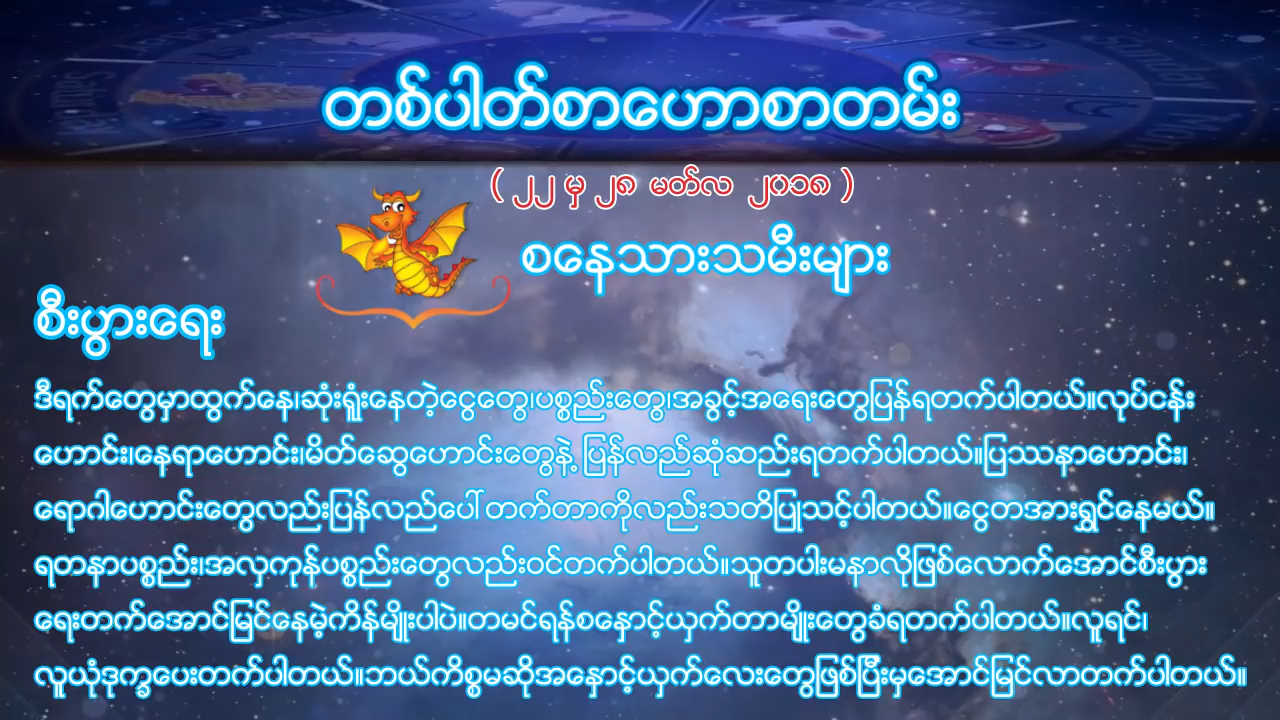 တစ်ပါတ်စာဟောစာတမ်း
( ၂၂ မှ ၂၈ မတ်လ ၂၀၁၈ )
စနေသားသမီးများ
စီးပွားရေး
ဒီရက်တွေမှာထွက်နေ၊ဆုံးရှုံးနေတဲ့ငွေတွေ၊ပစ္စည်းတွေ၊အခွင့်အရေးတွေပြန်ရတက်ပါတယ်။လုပ်ငန်း
ဟောင်း၊နေရာဟောင်း၊မိတ်ဆွေဟောင်းတွေနဲ့ ပြန်လည်ဆုံဆည်းရတက်ပါတယ်။ပြဿနာဟောင်း၊
ရောဂါဟောင်းတွေလည်းပြန်လည်ပေါ်တက်တာကိုလည်းသတိပြုသင့်ပါတယ်။ငွေတအားရွှင်နေမယ်။
ရတနာပစ္စည်း၊အလှကုန်ပစ္စည်းတွေလည်းဝင်တက်ပါတယ်။သူတပါးမနာလိုဖြစ်လောက်အောင်စီးပွား
ရေးတက်အောင်မြင်နေမဲ့ကိန်မျိုးပါပဲ။တမင်ရန်စနှောင့်ယှက်တာမျိုးတွေခံရတက်ပါတယ်။လူရင်၊
လူယုံဒုက္ခပေးတက်ပါတယ်။ဘယ်ကိစ္စမဆိုအနှောင့်ယှက်လေးတွေဖြစ်ပြီးမှအောင်မြင်လာတက်ပါတယ်။